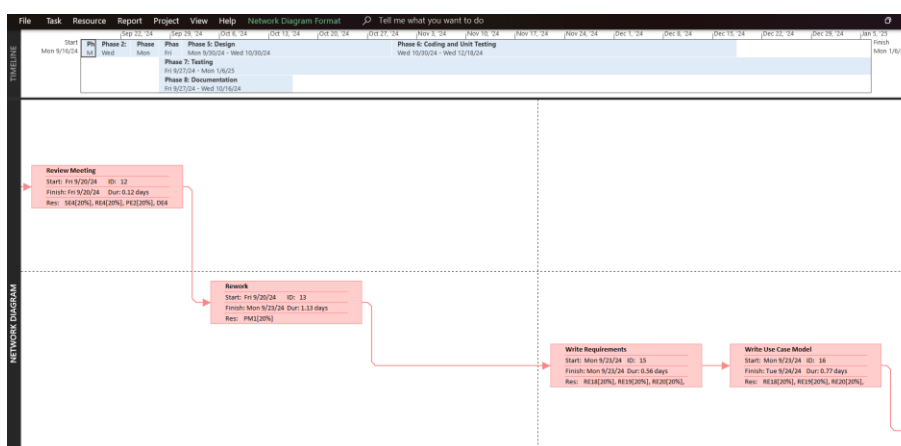 File Task Resource Report Project View Help Network Diagram Format Tell me what you want to do
Sep 22, '24 Sep 29, '24 Oct 6, '24 Oct 13, '24 Oct 20, '24 Oct 27, '24 Nov 3, '24 Nov 10, '24 Nov 17, '24 Nov 24, '24 Dec 1, '24 Dec 8, '24 Dec 15, '24 Dec 22, '24 Dec 29, '24 Jan 5, '25
Start
Mon 9/16/24
Ph Phase 2: Phase Phas Phase 5: Design Phase 6: Coding and Unit Testing
M Wed Mon Fri Mon 9/30/24 - Wed 10/30/24 Wed 10/30/24 - Wed 12/18/24
Finish
Mon 1/6/
Phase 7: Testing
Fri 9/27/24 - Mon 1/6/25
Phase 8: Documentation
Fri 9/27/24 - Wed 10/16/24
TIMELINE
NETWORK DIAGRAM
Review Meeting
Start: Fri 9/20/24 ID: 12
Finish: Fri 9/20/24 Dur: 0.12 days
Res: SE4[20%], RE4[20%], PE2[20%], DE4
Rework
Start: Fri 9/20/24 ID: 13
Finish: Mon 9/23/24 Dur: 1.13 days
Res: PM1[20%]
Write Requirements
Start: Mon 9/23/24 ID: 15
Finish: Mon 9/23/24 Dur: 0.56 days
Res: RE18[20%], RE19[20%], RE20[20%],
Write Use Case Model
Start: Mon 9/23/24 ID: 16
Finish: Tue 9/24/24 Dur: 0.77 days
Res: RE18[20%], RE19[20%], RE20[20%],